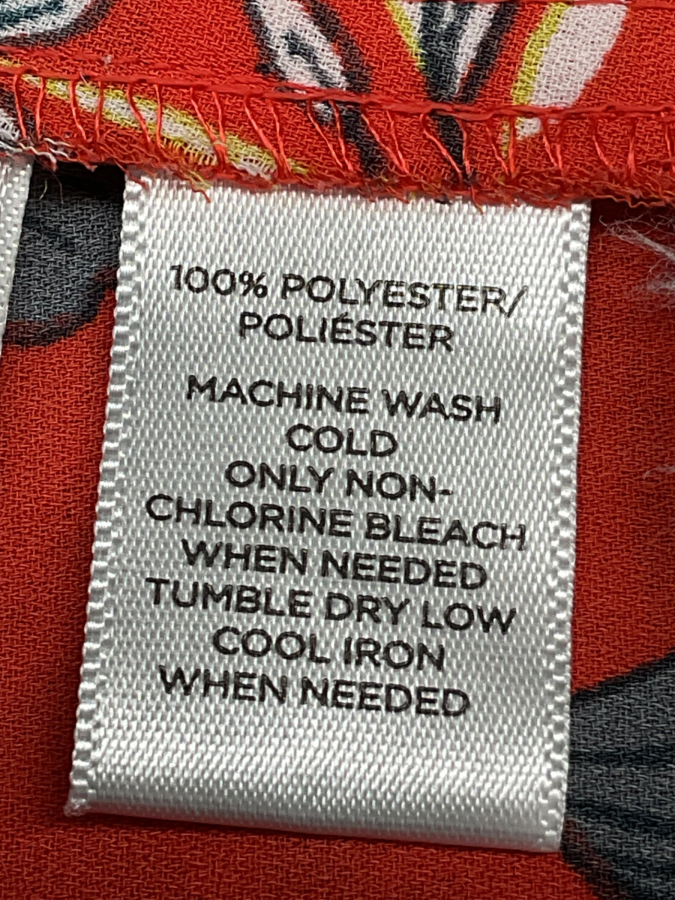 100% POLYESTER/
POLIÉSTER
MACHINE WASH
COLD
ONLY NON-
CHLORINE BLEACH
WHEN NEEDED
TUMBLE DRY LOW
COOL IRON
WHEN NEEDED